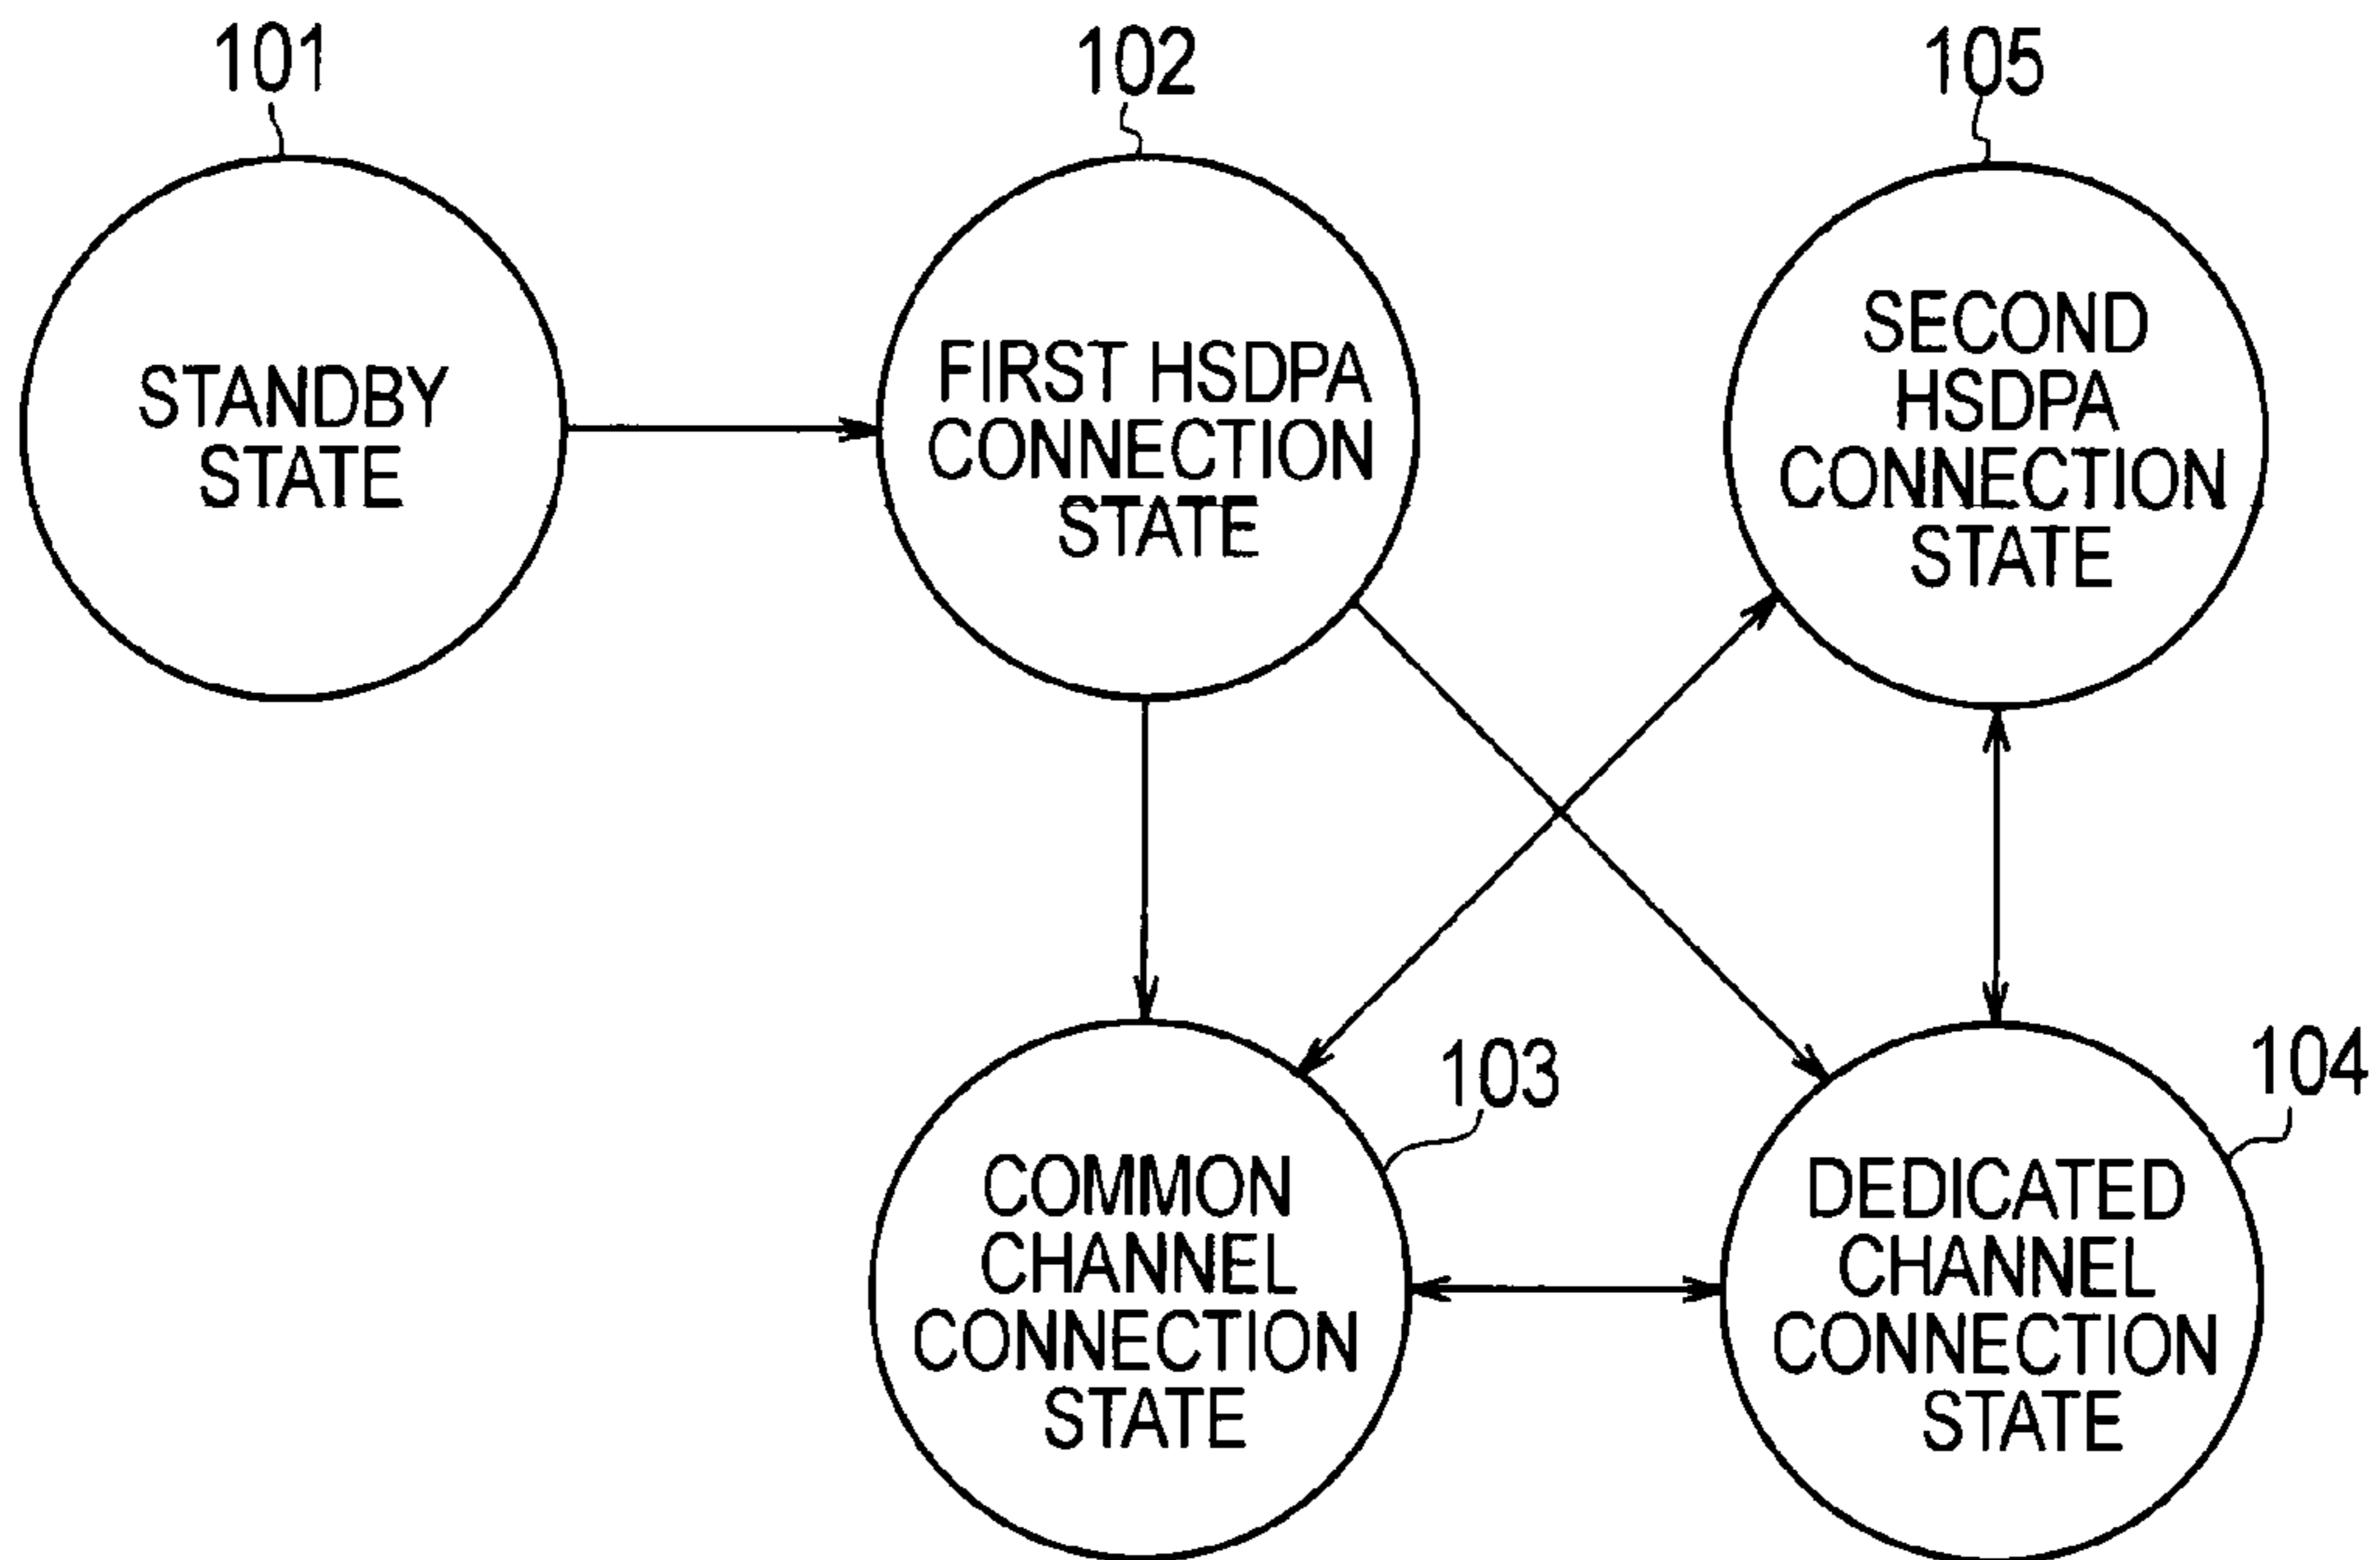 101
102
105
STANDBY
STATE
FIRST HSDPA
CONNECTION
STATE
SECOND
HSDPA
CONNECTION
STATE
103
104
COMMON
CHANNEL
CONNECTION
STATE
DEDICATED
CHANNEL
CONNECTION
STATE